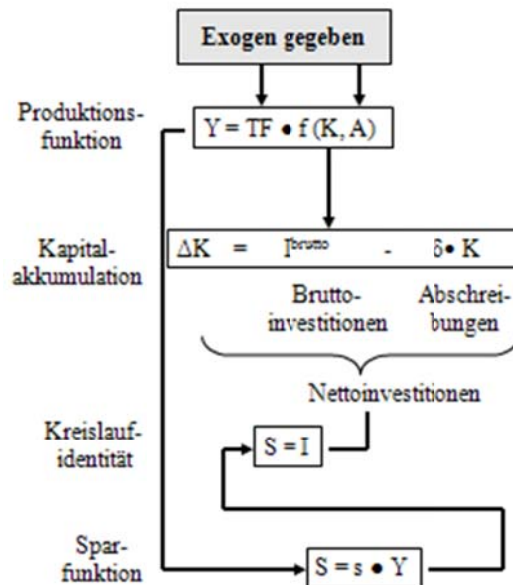 Exogen gegeben
Produktions-
funktion
Y = TF • f (K, A)
Kapital-
akkumulation
ΔK = I^brutto - δ• K
Brutto-
investitionen
Abschrei-
bungen
Nettoinvestitionen
Kreislauf-
identität
S = I
Spar-
funktion
S = s • Y